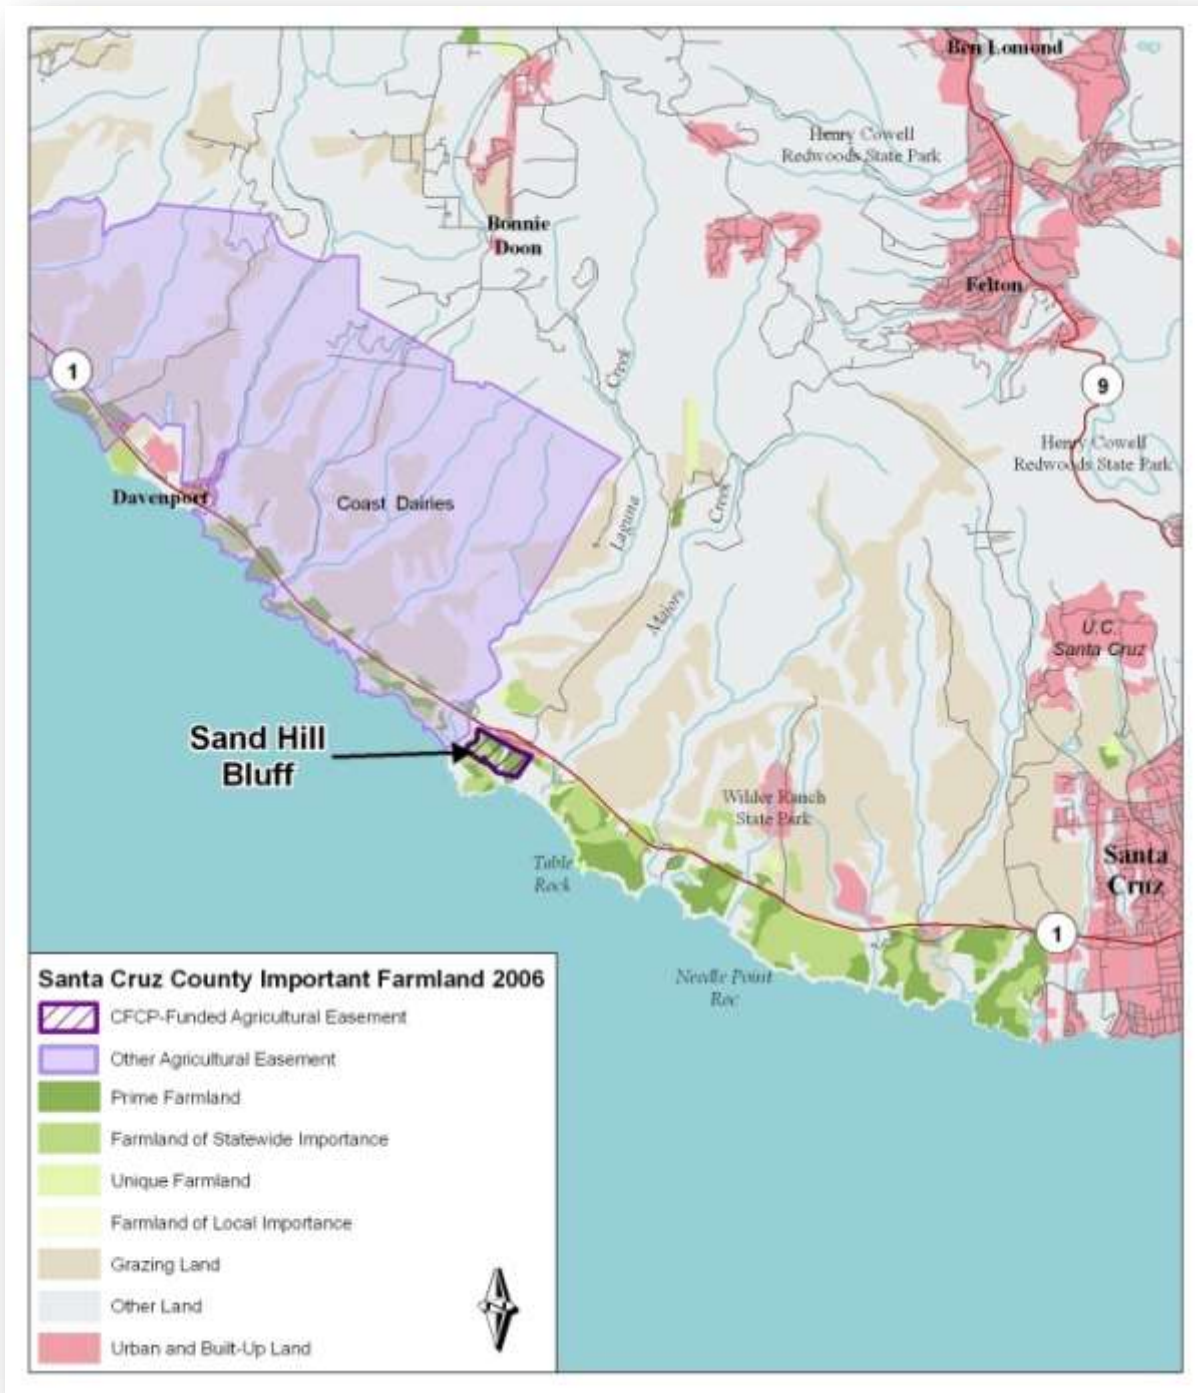 Ben Lomond
Henry Cowell
Redwoods State Park
Bonnie
Doon
Felton
1
9
Creek
Henry Cowell
Redwoods State Park
Davenport
Coast Dairies
Laguna
Creek
Majors
U.C.
Santa Cruz
Sand Hill
Bluff
Wilder Ranch
State Park
Table
Rock
Santa
Cruz
1
Needle Point
Roc
Santa Cruz County Important Farmland 2006
CFCP-Funded Agricultural Easement
Other Agricultural Easement
Prime Farmland
Farmland of Statewide Importance
Unique Farmland
Farmland of Local Importance
Grazing Land
Other Land
Urban and Built-Up Land
N